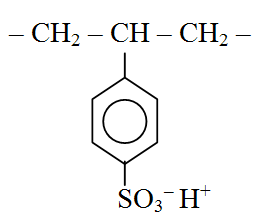 – CH₂ – CH – CH₂ –
SO₃⁻ H⁺